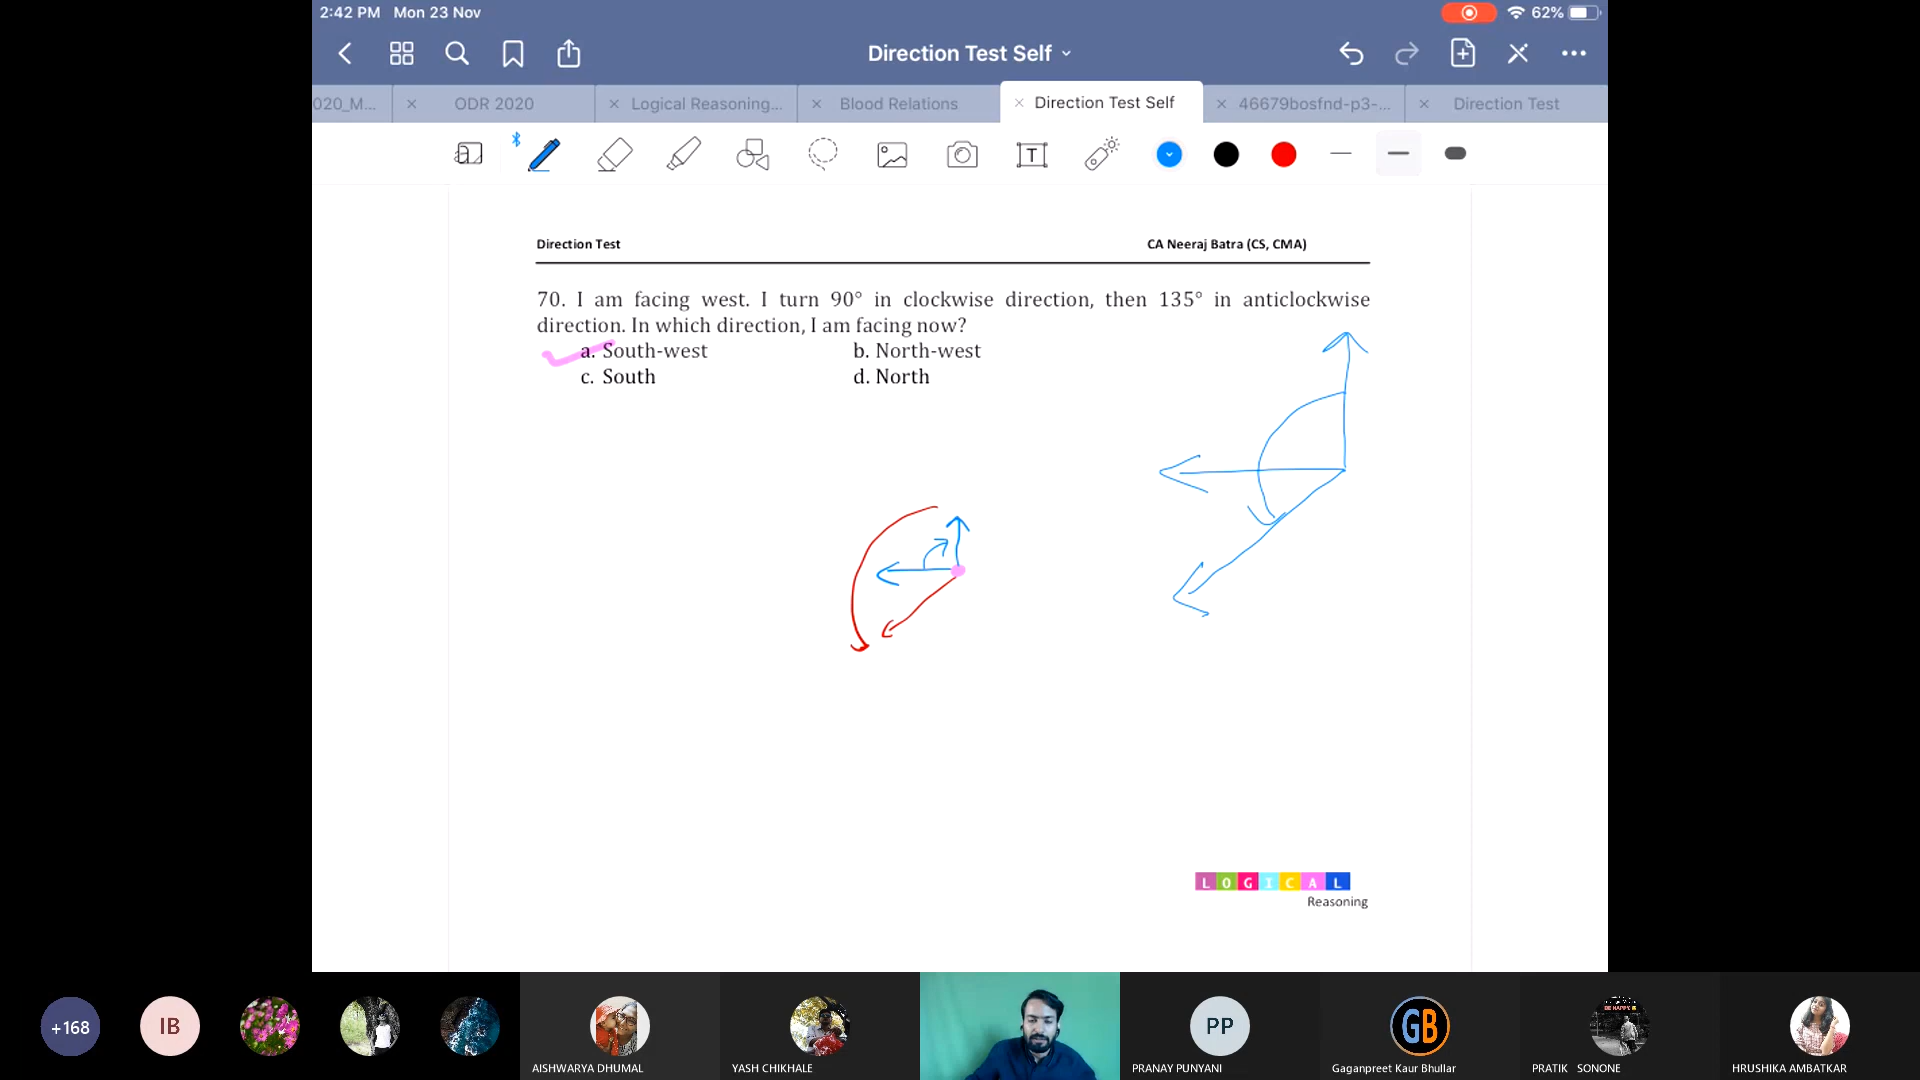 2:42 PM Mon 23 Nov
62%
Direction Test Self
020_M...
ODR 2020
Logical Reasoning...
Blood Relations
Direction Test Self
46679bosfnd-p3-...
Direction Test
Direction Test
CA Neeraj Batra (CS, CMA)
70. I am facing west. I turn 90° in clockwise direction, then 135° in anticlockwise
direction. In which direction, I am facing now?
a. South-west b. North-west
c. South d. North
LOGICAL
Reasoning
+168
IB
PP
GB
BE HAPPY
AISHWARYA DHUMAL
YASH CHIKHALE
PRANAY PUNYANI
Gaganpreet Kaur Bhullar
PRATIK SONONE
HRUSHIKA AMBATKAR